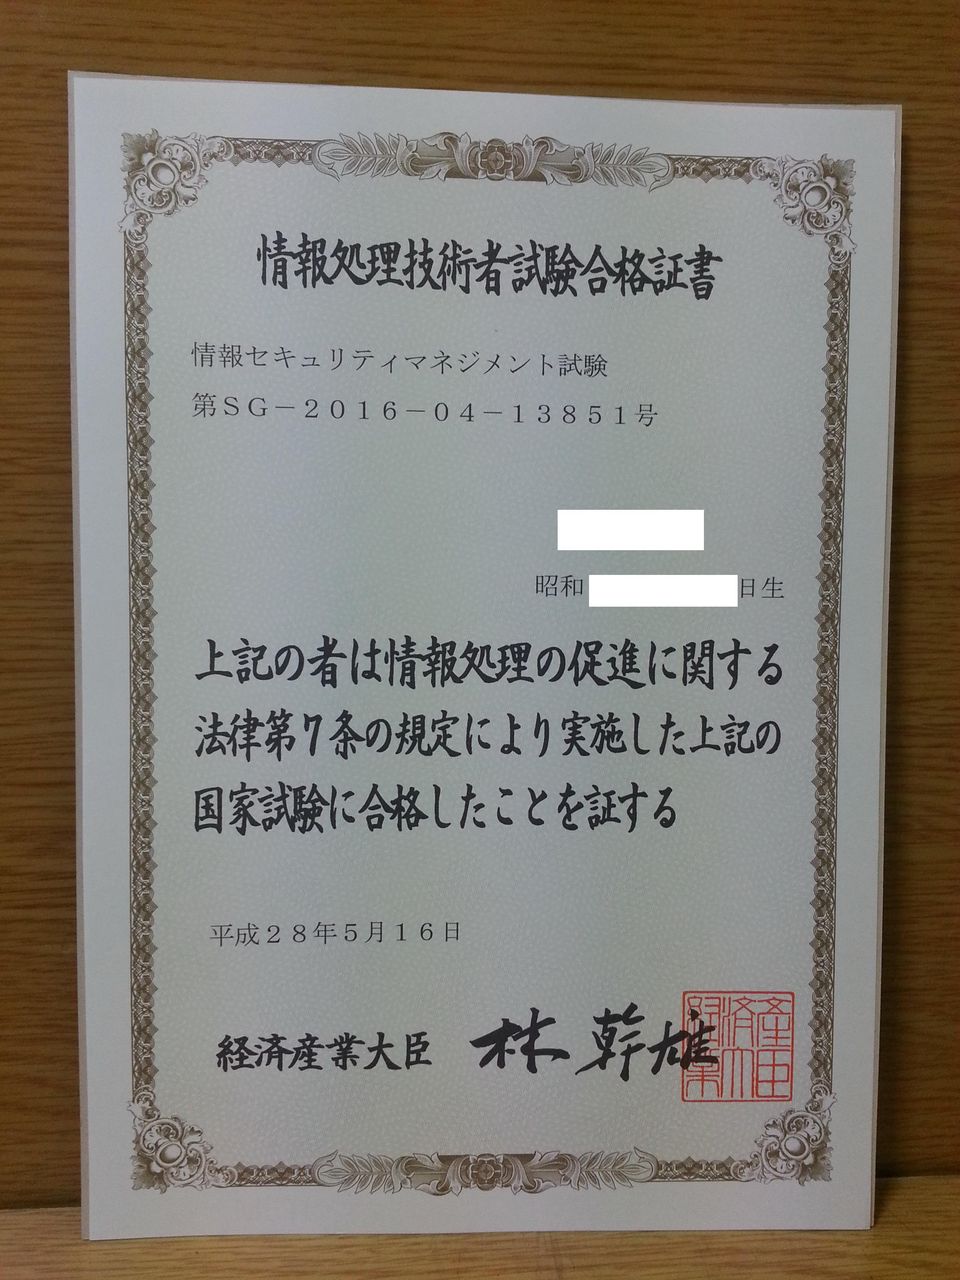 情報処理技術者試験合格証書
情報セキュリティマネジメント試験
第ＳＧ－２０１６－０４－１３８５１号
昭和
日生
上記の者は情報処理の促進に関する
法律第７条の規定により実施した上記の
国家試験に合格したことを証する
平成２８年５月１６日
経済産業大臣 林幹雄